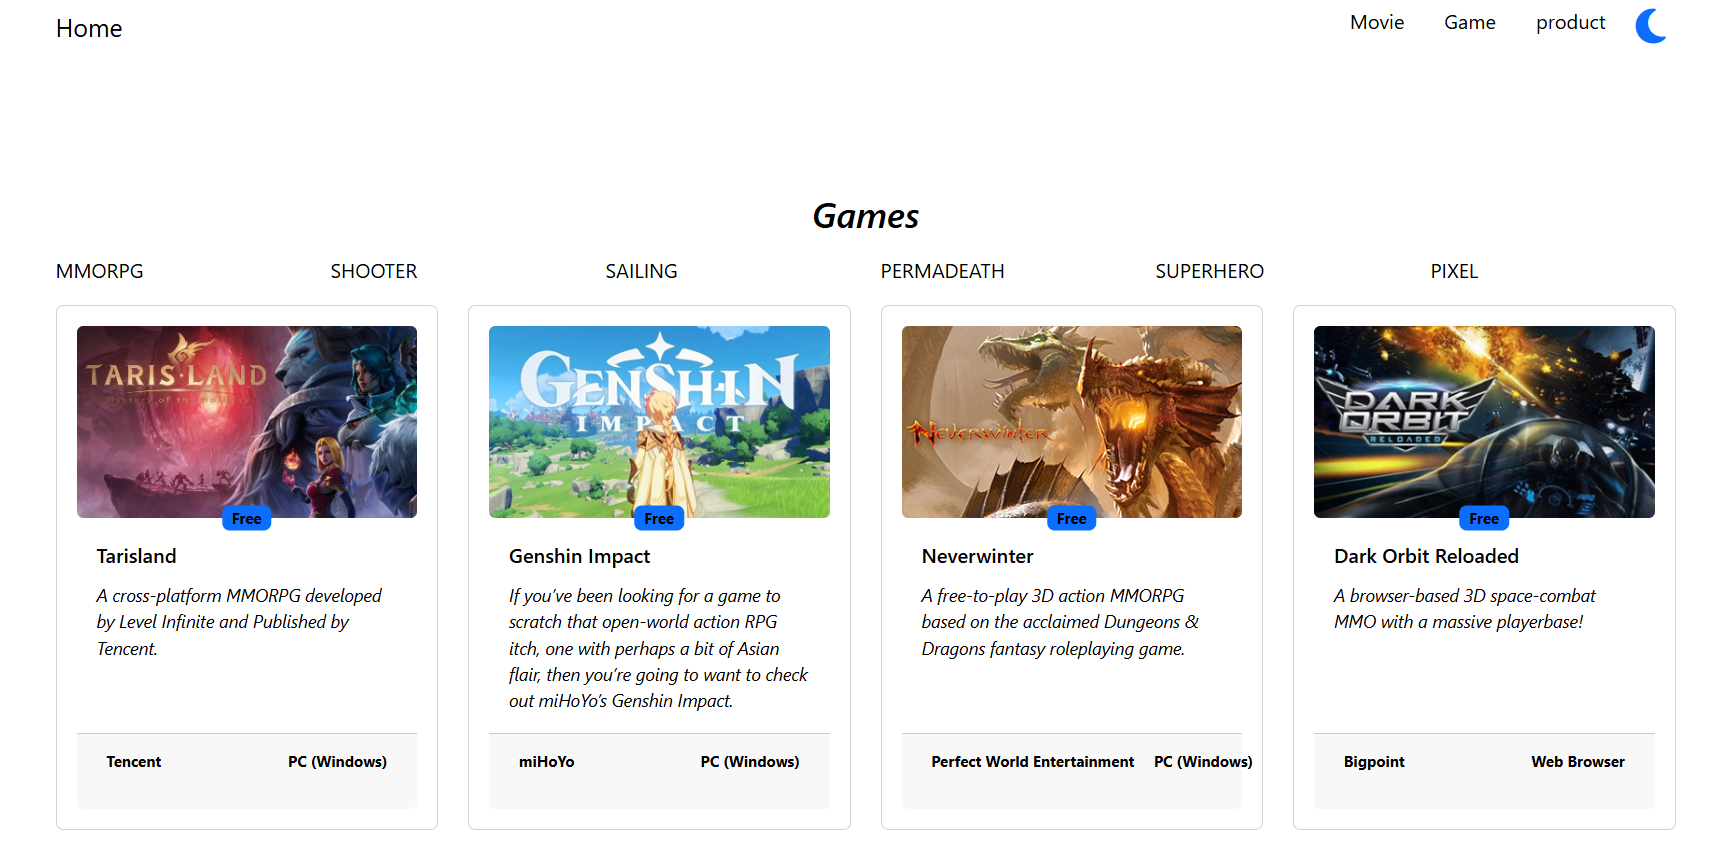 Home
Movie Game product
Games
MMORPG SHOOTER SAILING PERMADEATH SUPERHERO PIXEL
TARISLAND
Mystery of the
Free
Tarisland
A cross-platform MMORPG developed
by Level Infinite and Published by
Tencent.
Tencent PC (Windows)
GENSHIN
IMPACT
Free
Genshin Impact
If you’ve been looking for a game to
scratch that open-world action RPG
itch, one with perhaps a bit of Asian
flair, then you’re going to want to check
out miHoYo’s Genshin Impact.
miHoYo PC (Windows)
NEVERWINTER
Free
Neverwinter
A free-to-play 3D action MMORPG
based on the acclaimed Dungeons &
Dragons fantasy roleplaying game.
Perfect World Entertainment PC (Windows)
DARK
ORBIT
RELOADED
Free
Dark Orbit Reloaded
A browser-based 3D space-combat
MMO with a massive playerbase!
Bigpoint Web Browser